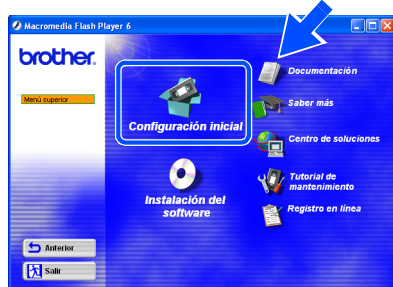 Macromedia Flash Player 6
brother.
Menú superior
Configuración inicial
Instalación del
software
Documentación
Saber más
Centro de soluciones
Tutorial de
mantenimiento
Registro en línea
Anterior
Salir